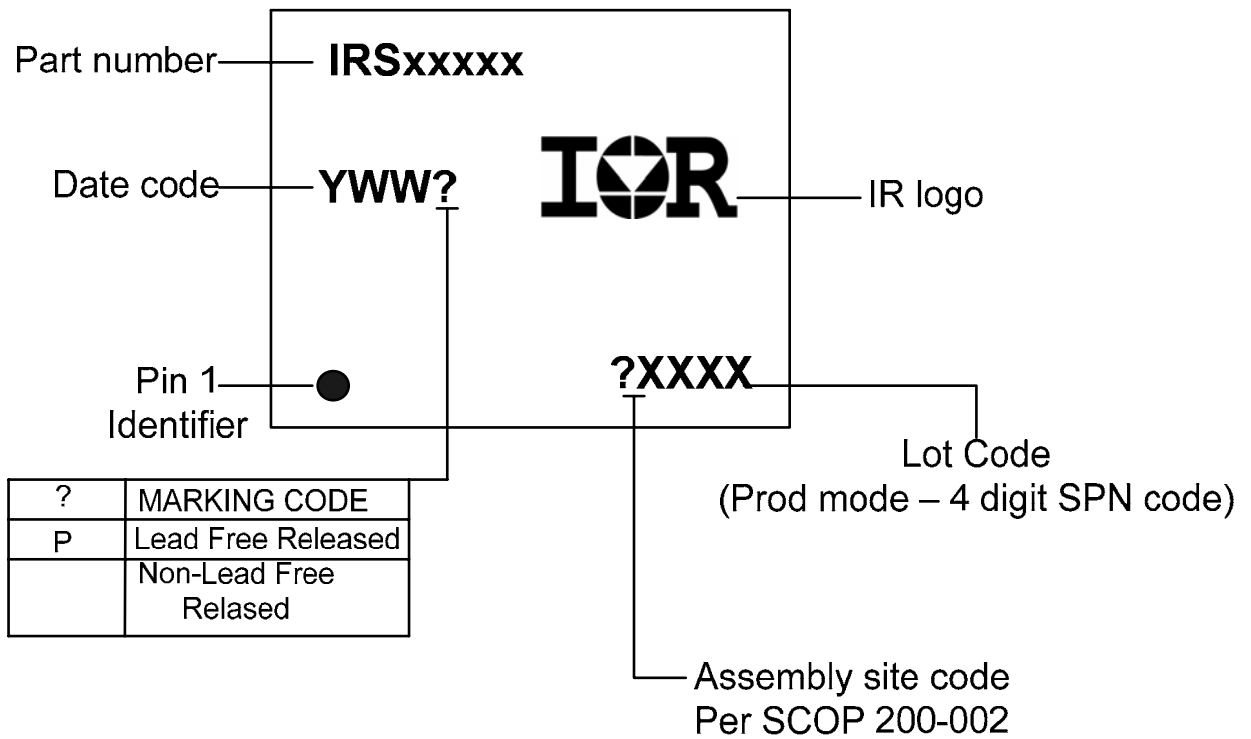 Part number
IRSxxxxx
Date code
YWW?
IOR
IR logo
Pin 1
Identifier
?XXXX
Lot Code
(Prod mode – 4 digit SPN code)
? MARKING CODE
P Lead Free Released
Non-Lead Free
Relased
Assembly site code
Per SCOP 200-002